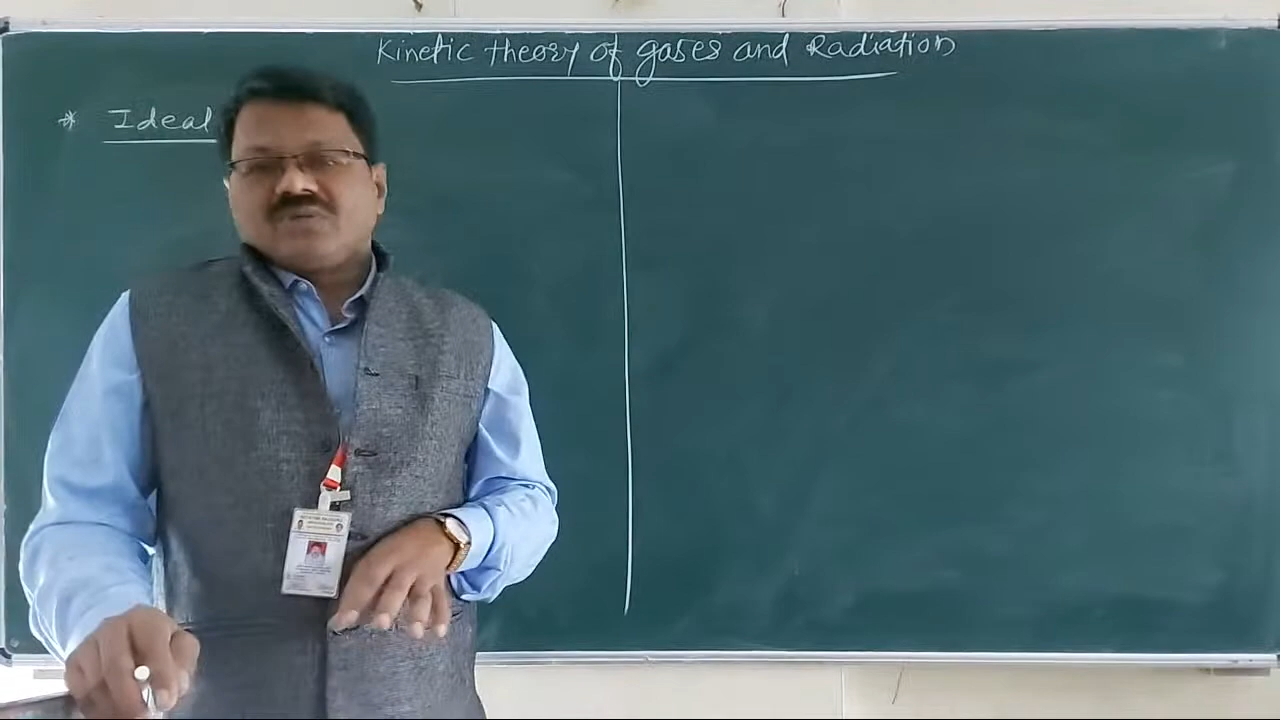 Kinetic theory of gases and Radiation
* Ideal